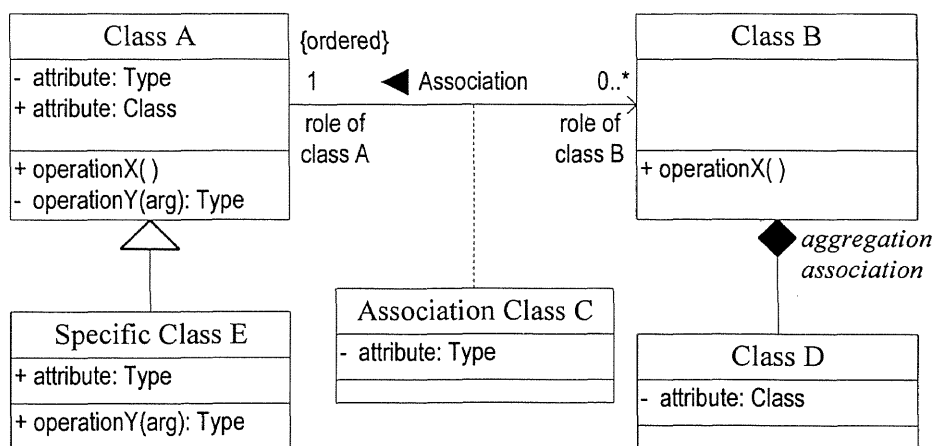 Class A
- attribute: Type
+ attribute: Class
+ operationX( )
- operationY(arg): Type
{ordered}
1
Association
0..*
role of
class A
role of
class B
Class B
+ operationX( )
aggregation
association
Specific Class E
+ attribute: Type
+ operationY(arg): Type
Association Class C
- attribute: Type
Class D
- attribute: Class